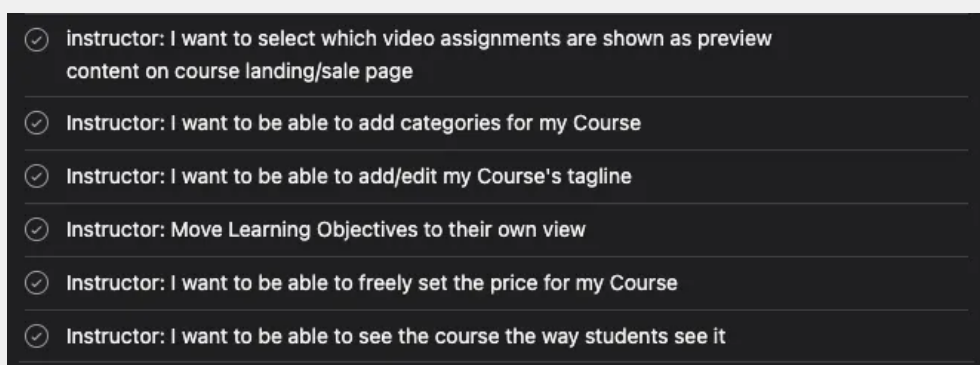 instructor: I want to select which video assignments are shown as preview
content on course landing/sale page
Instructor: I want to be able to add categories for my Course
Instructor: I want to be able to add/edit my Course's tagline
Instructor: Move Learning Objectives to their own view
Instructor: I want to be able to freely set the price for my Course
Instructor: I want to be able to see the course the way students see it